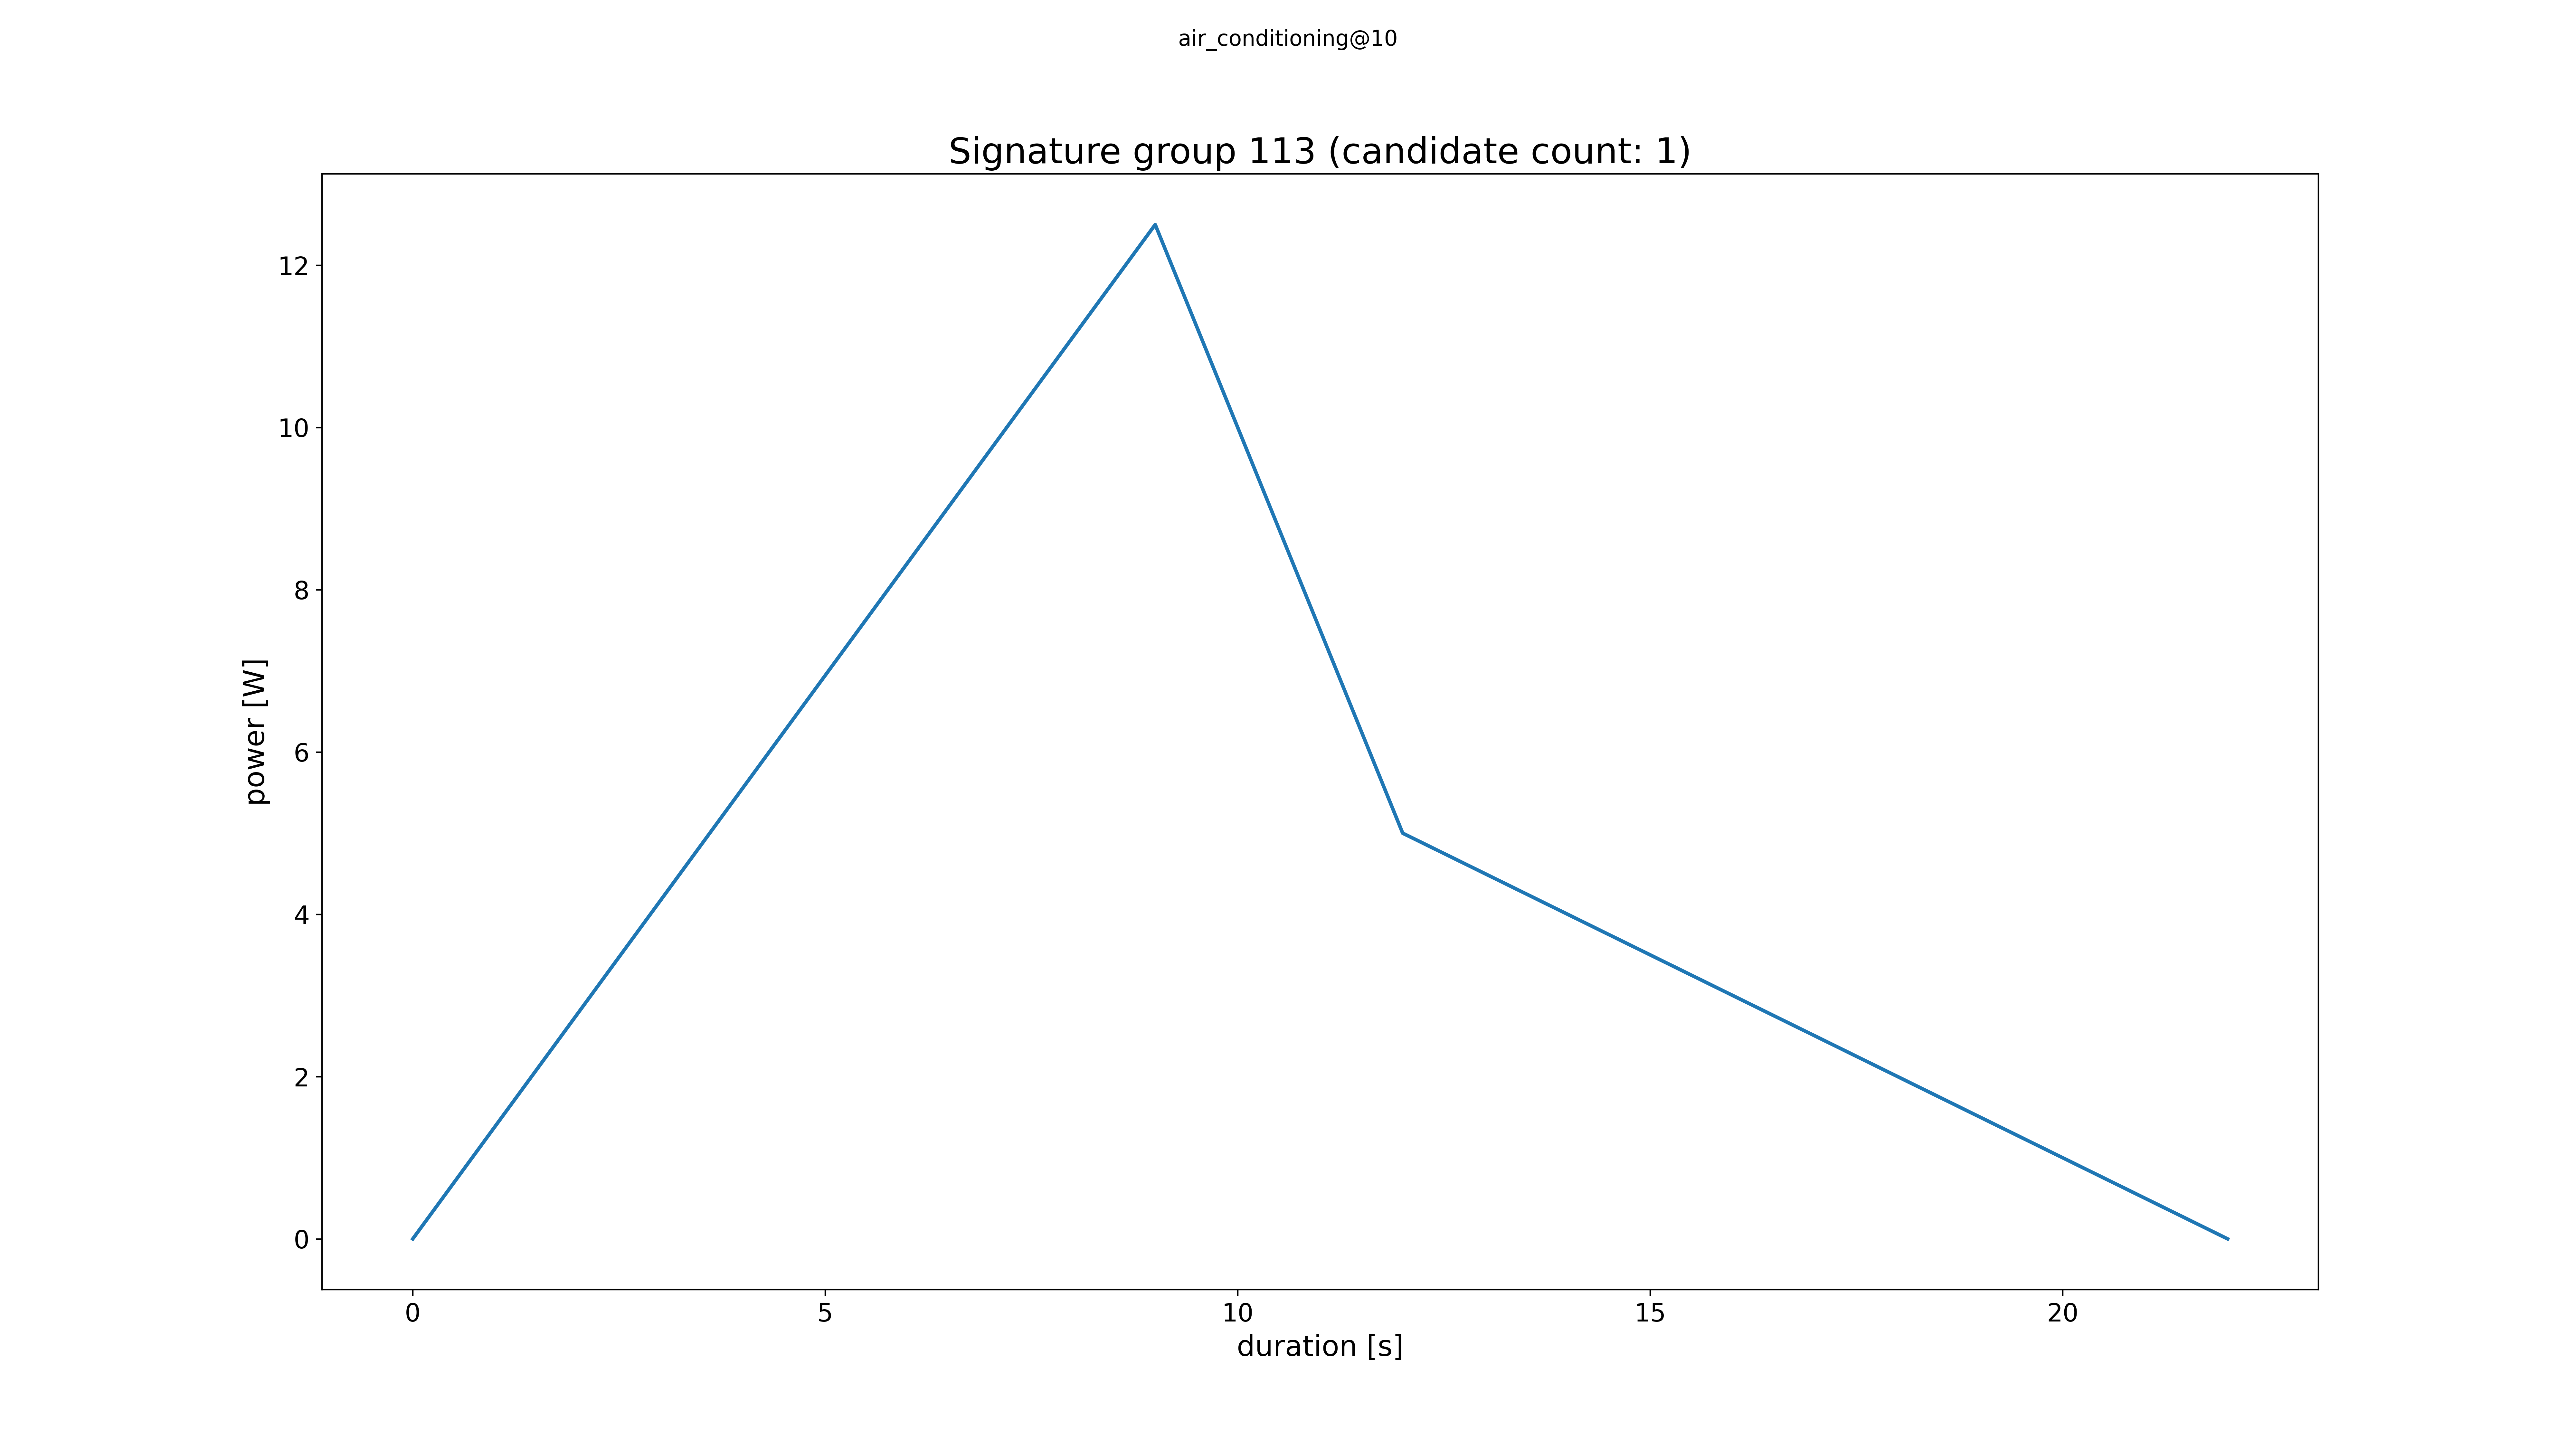 air_conditioning@10
Signature group 113 (candidate count: 1)
12
10
8
6
4
2
0
power [W]
0 5 10 15 20
duration [s]